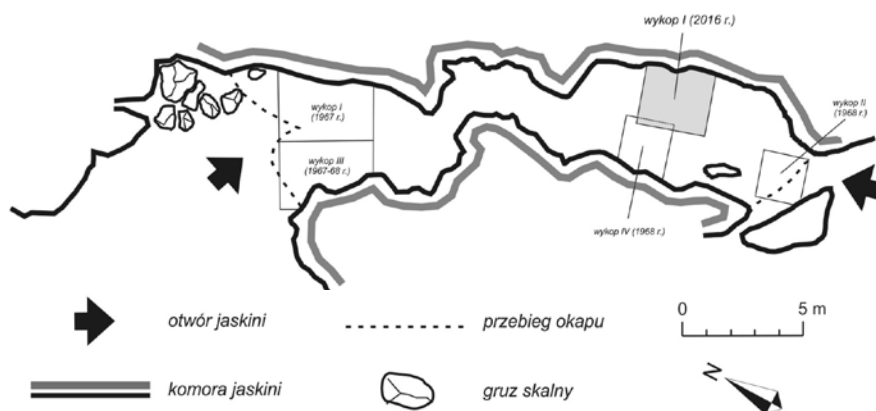 wykop I (2016 r.)
wykop II
(1968 r.)
wykop I
(1967 r.)
wykop III
(1967-68 r.)
wykop IV (1968 r.)
otwór jaskini
przebieg okapu
0 5 m
komora jaskini
gruz skalny
N